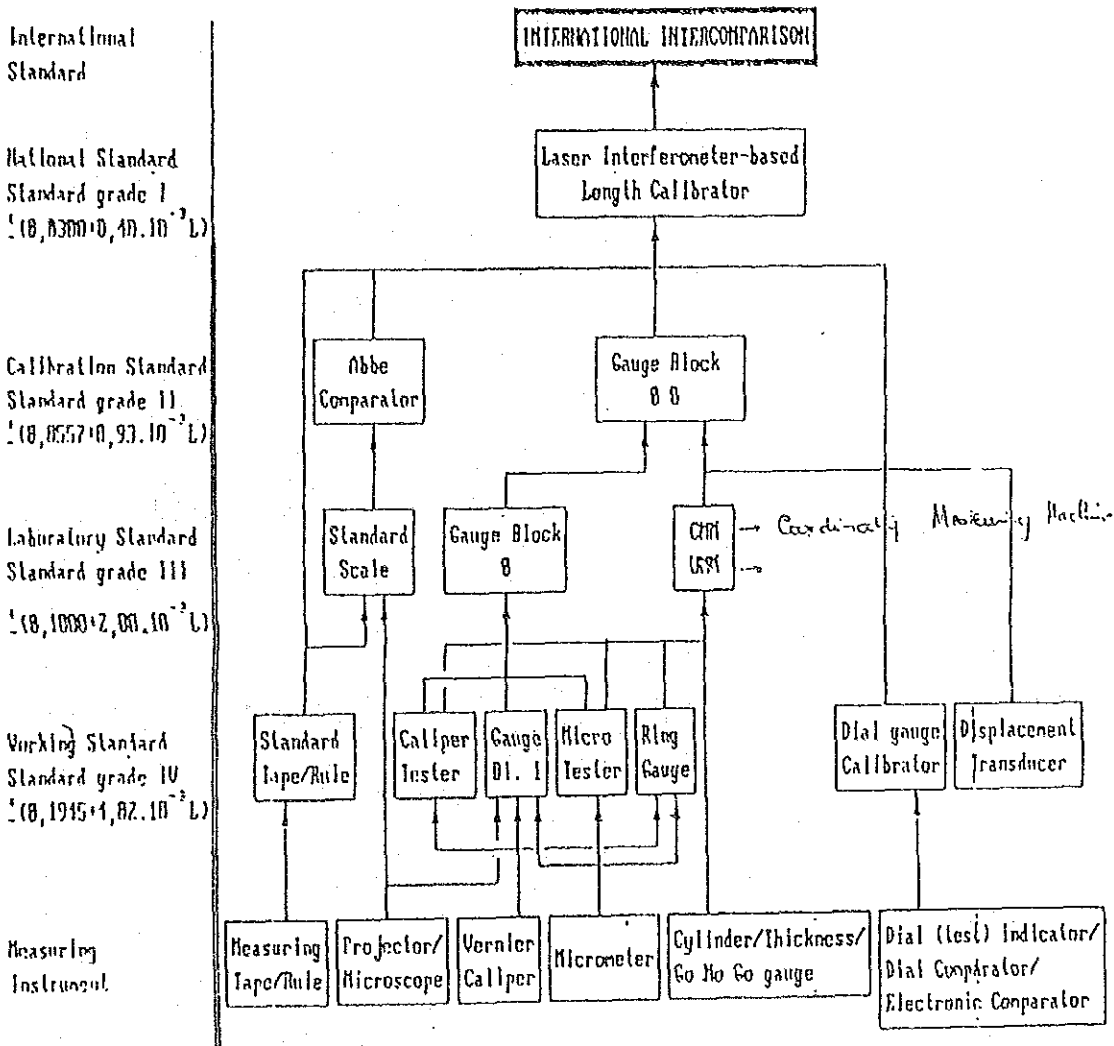 International
Standard
INTERNATIONAL INTERCOMPARISON
National Standard
Standard grade I
Laser Interferometer-based
Length Calibrator
Calibration Standard
Standard grade II
Abbe
Comparator
Gauge Block
0 0
Laboratory Standard
Standard grade III
Standard
Scale
Gauge Block
0
CMM
→ Measuring Machine
Working Standard
Standard grade IV
Standard
Tape/Rule
Caliper
Tester
Gauge
Bl. 1
Micro
Tester
Ring
Gauge
Dial gauge
Calibrator
Displacement
Transducer
Measuring
Instrument
Measuring
Tape/Rule
Projector/
Microscope
Vernier
Caliper
Micrometer
Cylinder/Thickness/
Go No Go gauge
Dial (test) indicator/
Dial Comparator/
Electronic Comparator